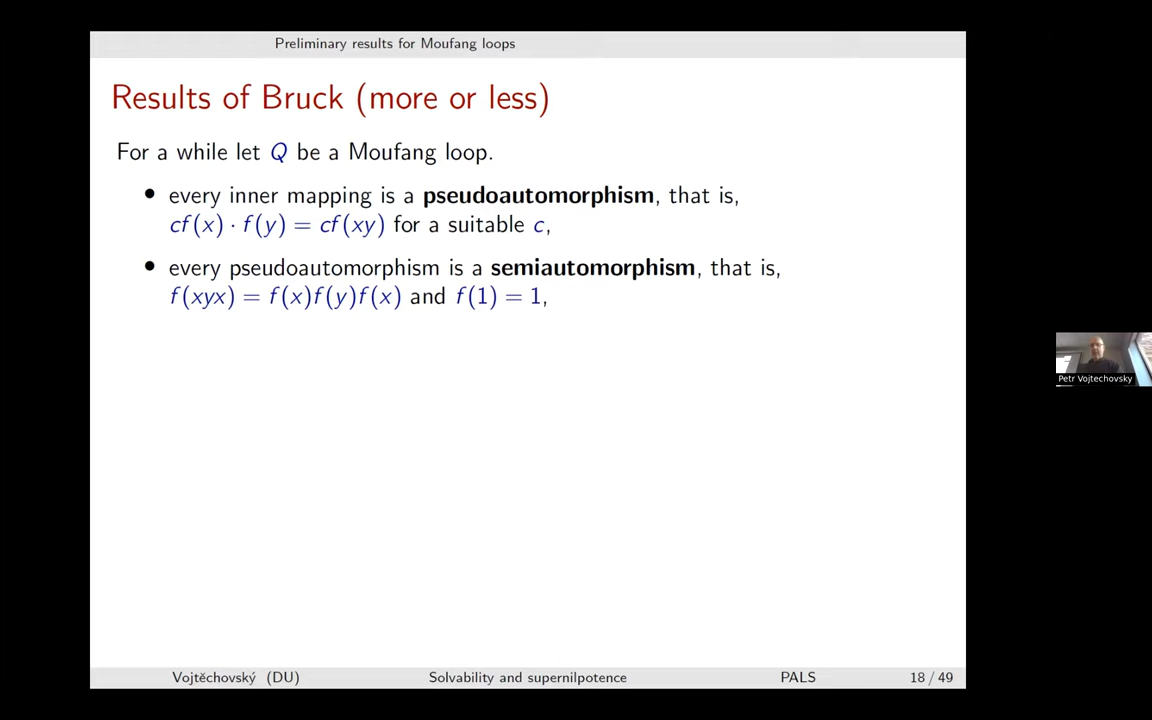 Preliminary results for Moufang loops
Results of Bruck (more or less)
For a while let Q be a Moufang loop.
• every inner mapping is a pseudoautomorphism, that is,
cf(x) · f(y) = cf(xy) for a suitable c,
• every pseudoautomorphism is a semiautomorphism, that is,
f(xyx) = f(x)f(y)f(x) and f(1) = 1,
Petr Vojtechovsky
Vojtěchovský (DU) Solvability and supernilpotence PALS 18 / 49